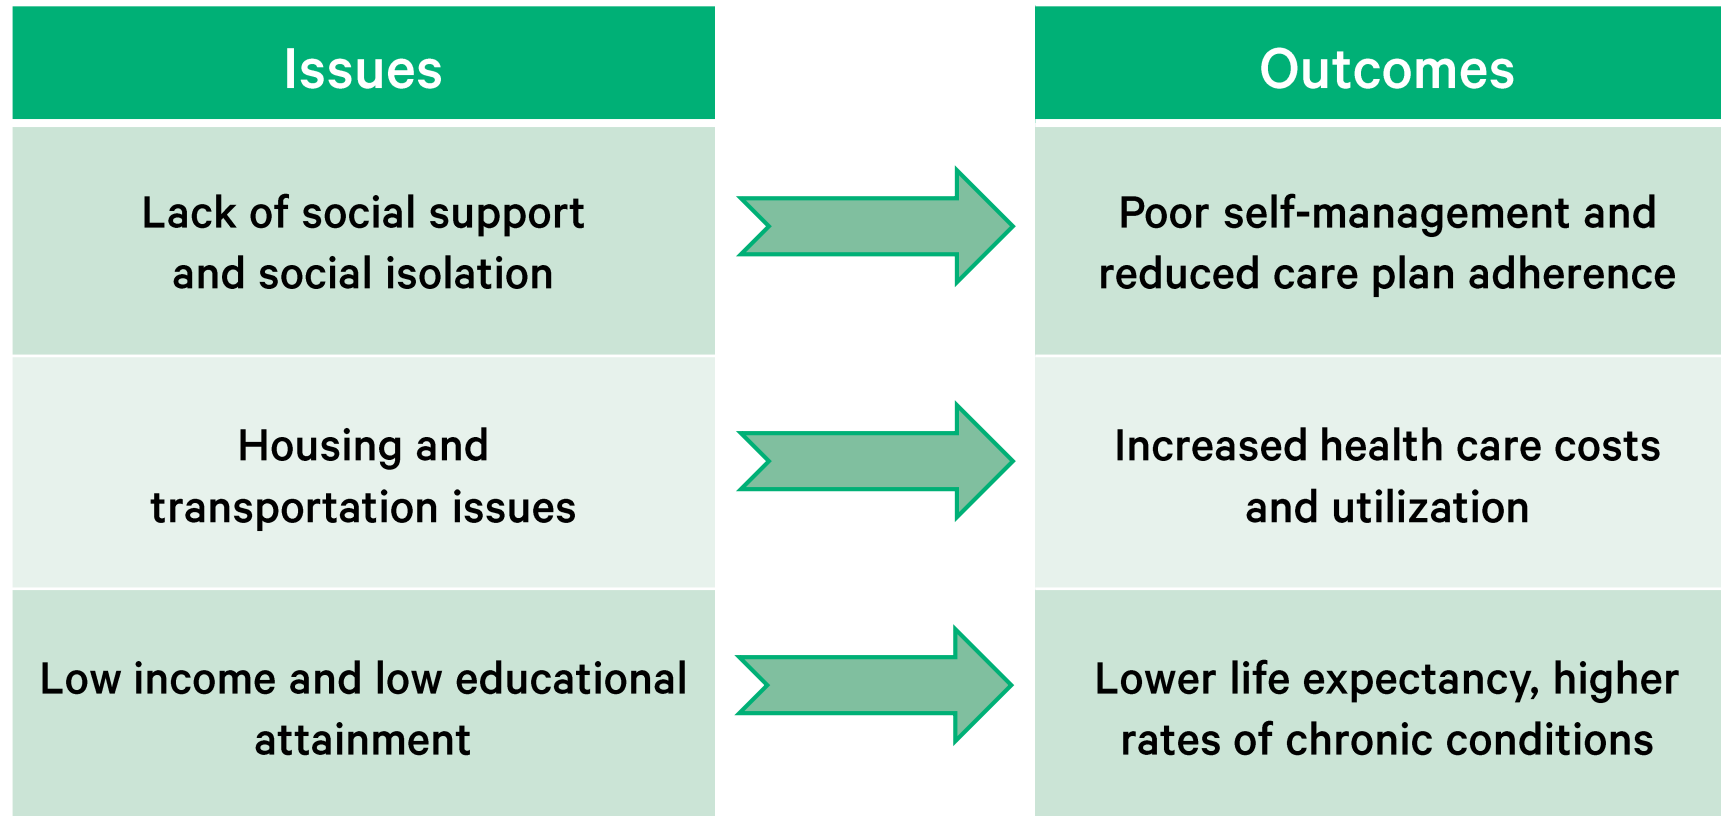 Issues
Outcomes
Lack of social support
and social isolation
Poor self-management and
reduced care plan adherence
Housing and
transportation issues
Increased health care costs
and utilization
Low income and low educational
attainment
Lower life expectancy, higher
rates of chronic conditions